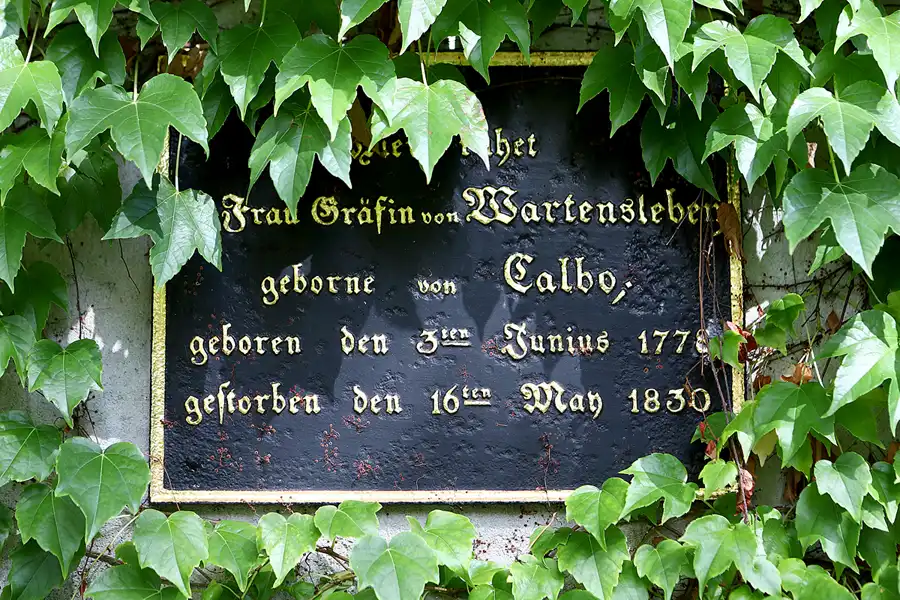 ruhet
Frau Gräfin von Wartensleben
geborne von Calbo;
geboren den 3ten Junius 1778
gestorben den 16ten May 1830